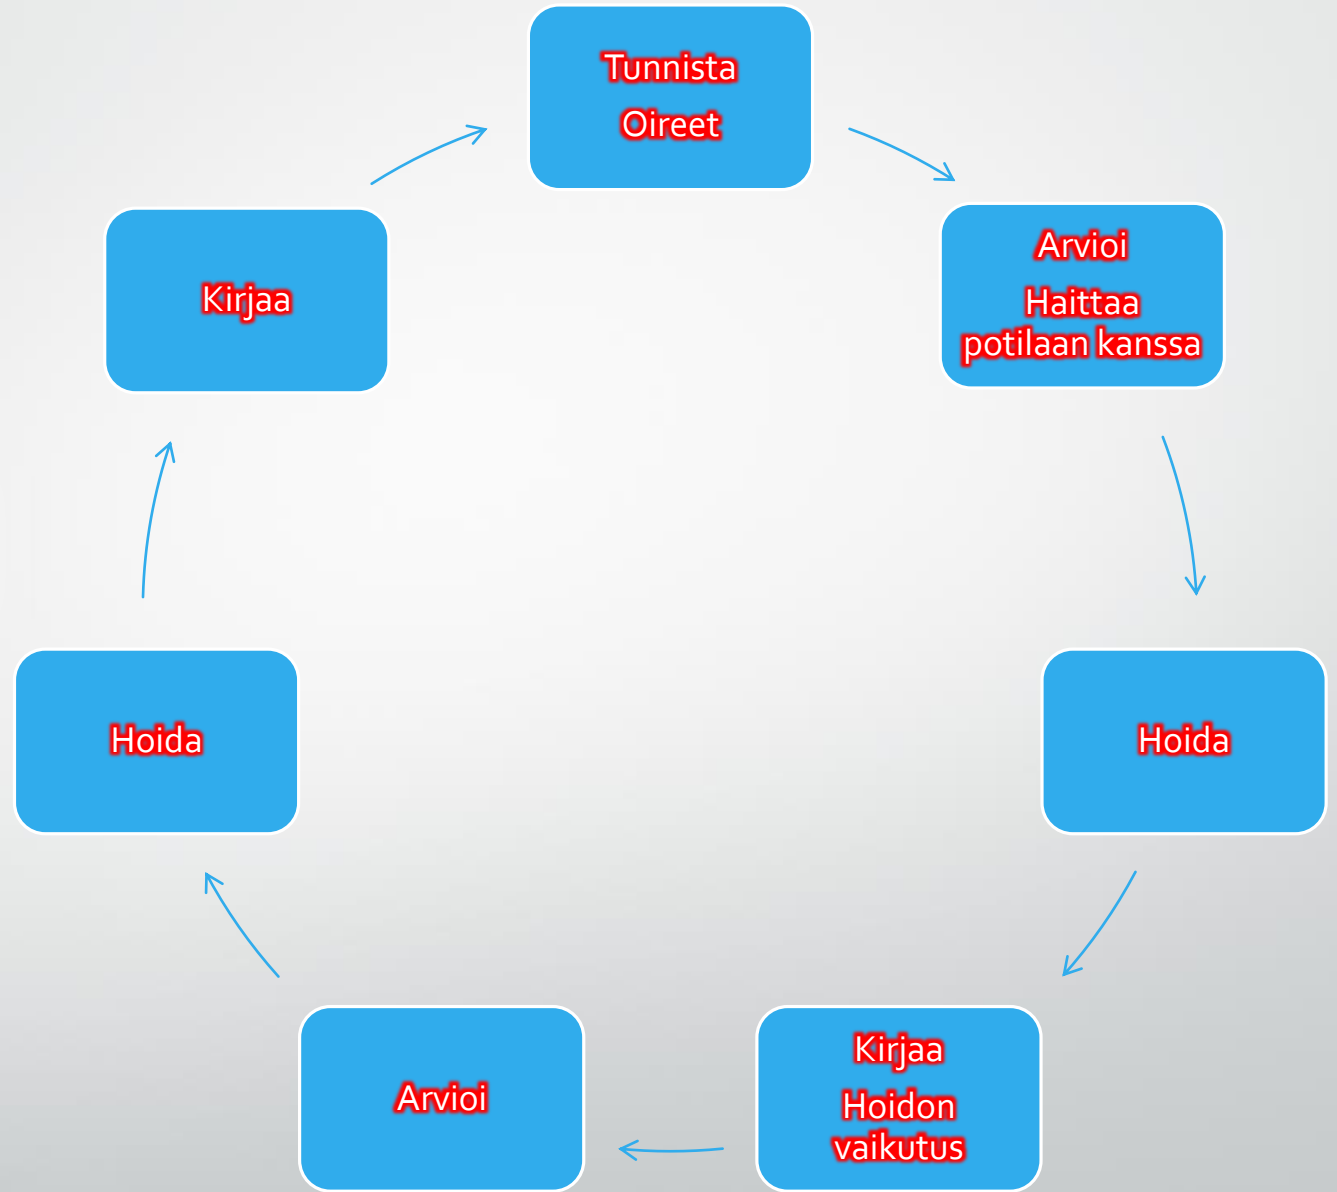 Tunnista
Oireet
Arvioi
Haittaa
potilaan kanssa
Hoida
Kirjaa
Hoidon
vaikutus
Arvioi
Hoida
Kirjaa